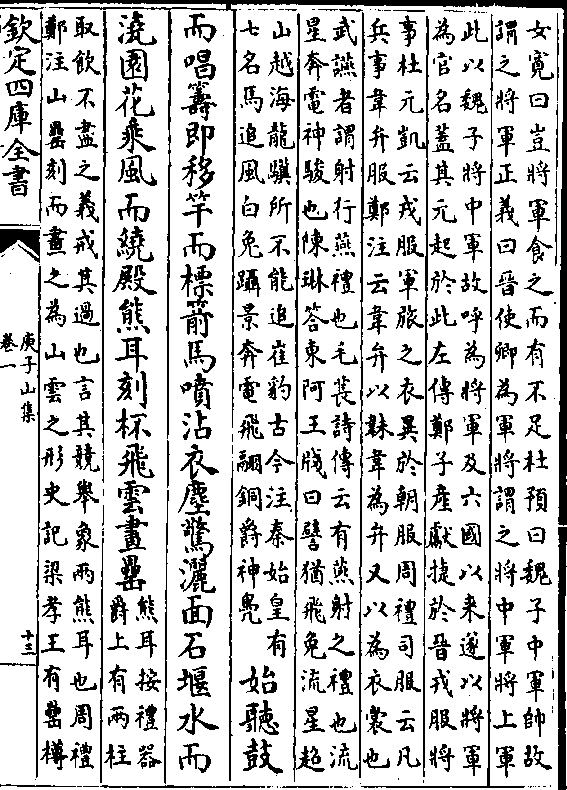 女寛曰豈將軍食之而有不足杜預曰魏子中軍帥故
謂之將軍正義曰晉使卿為軍將謂之將中軍將上軍
此以魏子將中軍故呼為將軍及六國以来遂以將軍
為官名蓋其元起於此左傳鄭子產獻捷於晉戎服將
事杜元凱云戎服軍旅之衣異於朝服周禮司服云凡
兵事韋弁服鄭注云韋弁以韎韋為弁又以為衣裳也
武讌者謂射行燕禮也毛萇詩傳云有燕射之禮也流
星奔電神駿也陳琳答東阿王牋曰譬猶飛兔流星超
山越海龍驥所不能追崔豹古今注秦始皇有
七名馬追風白兔躡景奔電飛翮銅爵神鳧
始聽鼓
而唱籌即移竿而標箭馬噴沾衣塵驚灑面石堰水而
澆園花乘風而繞殿熊耳刻杯飛雲畫罍
熊耳按禮器
爵上有兩柱
取飲不盡之義戒其過也言其競舉象兩熊耳也周禮
鄭注山罍刻而畫之為山雲之形史記梁孝王有罍樽
欽定四庫全書
庾子山集
卷一
十三